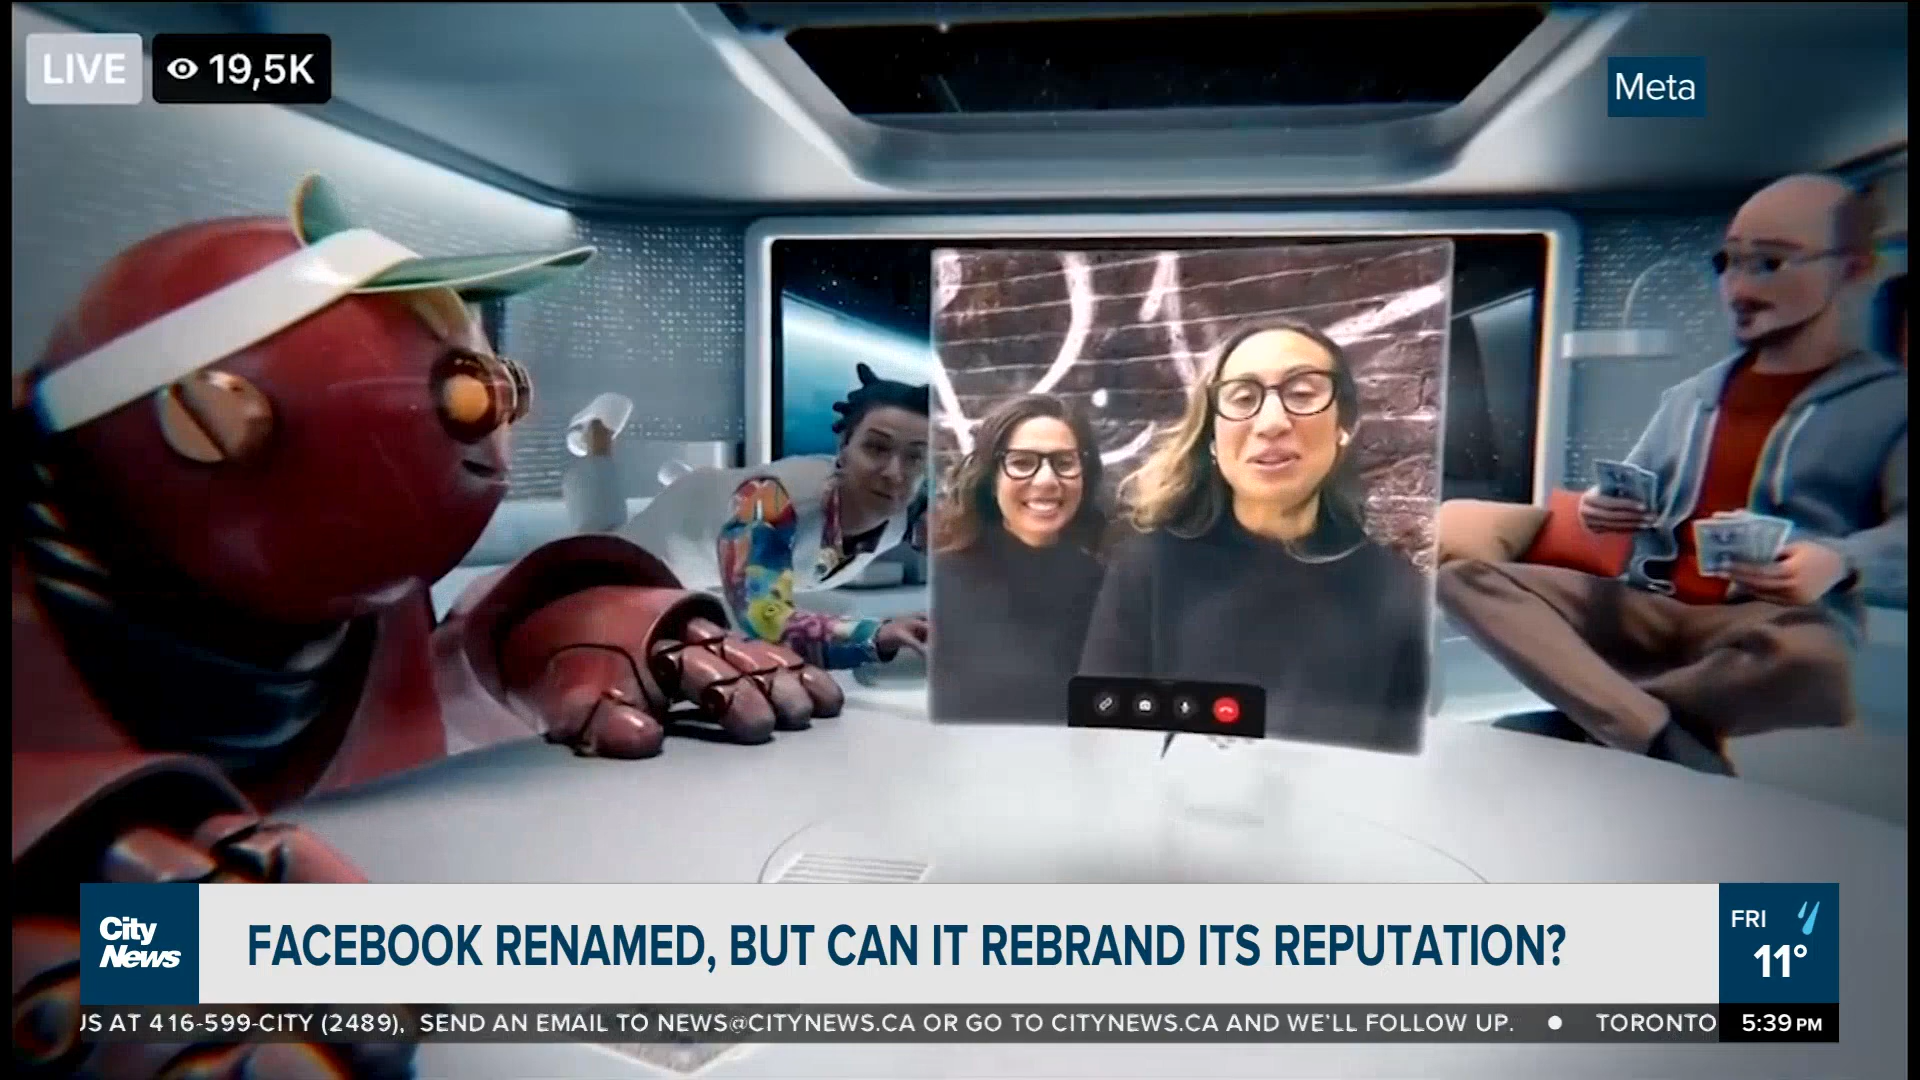 LIVE
19,5K
Meta
City
News
FACEBOOK RENAMED, BUT CAN IT REBRAND ITS REPUTATION?
FRI
11°
US AT 416-599-CITY (2489), SEND AN EMAIL TO NEWS@CITYNEWS.CA OR GO TO CITYNEWS.CA AND WE'LL FOLLOW UP. • TORONTO
5:39 PM